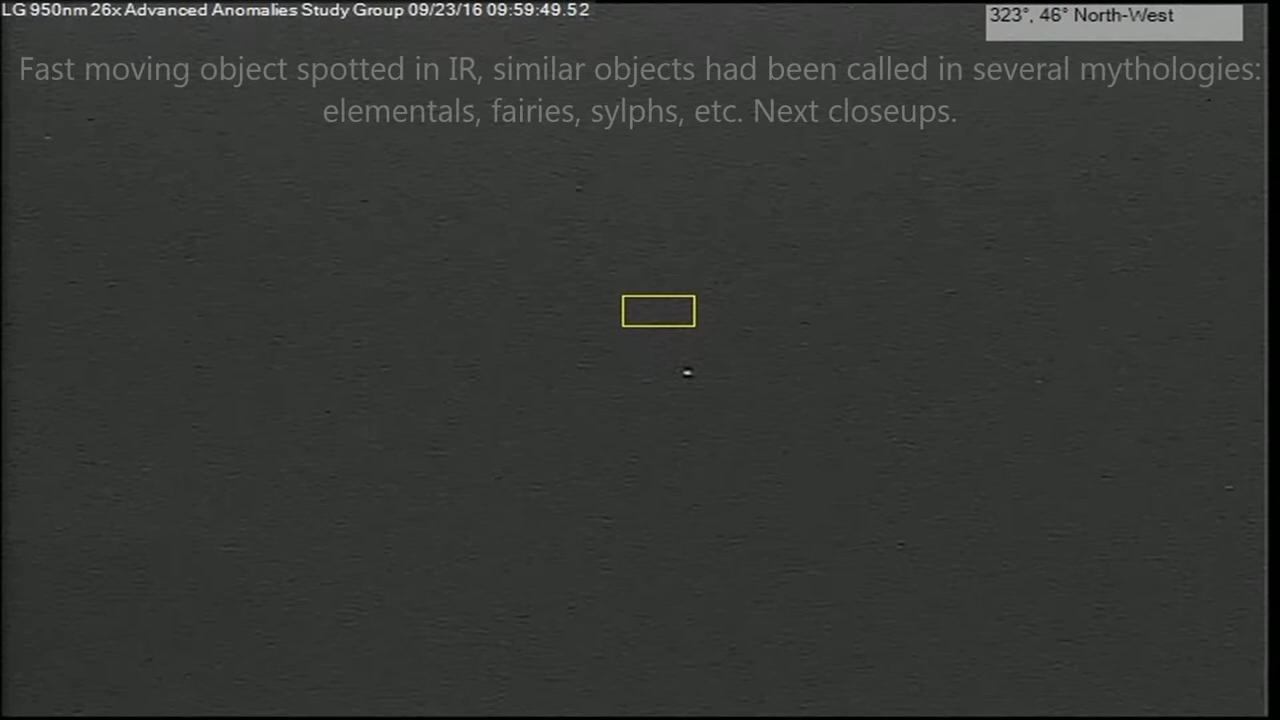 LG 950nm 26x Advanced Anomalies Study Group 09/23/16 09:59:49.52
323°, 46° North-West
Fast moving object spotted in IR, similar objects had been called in several mythologies:
elementals, fairies, sylphs, etc. Next closeups.